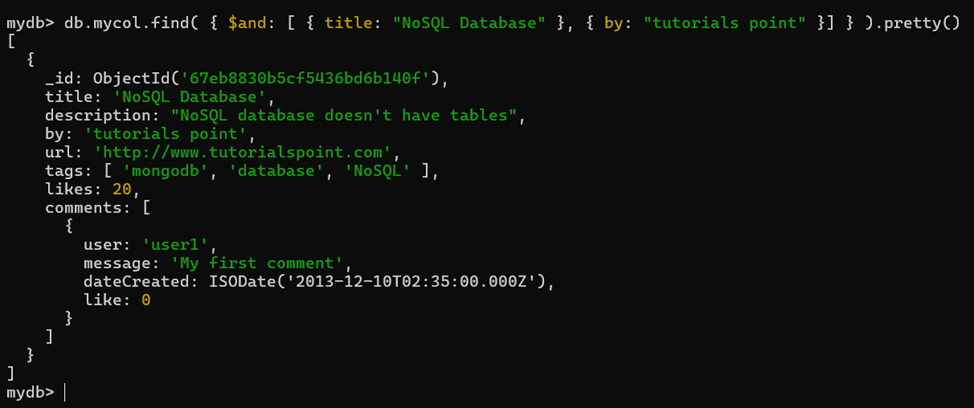 mydb> db.mycol.find( { $and: [ { title: "NoSQL Database" }, { by: "tutorials point" }] } ).pretty()
[
  {
    _id: ObjectId('67eb8830b5cf5436bd6b140f'),
    title: 'NoSQL Database',
    description: "NoSQL database doesn't have tables",
    by: 'tutorials point',
    url: 'http://www.tutorialspoint.com',
    tags: [ 'mongodb', 'database', 'NoSQL' ],
    likes: 20,
    comments: [
      {
        user: 'user1',
        message: 'My first comment',
        dateCreated: ISODate('2013-12-10T02:35:00.000Z'),
        like: 0
      }
    ]
  }
]
mydb>